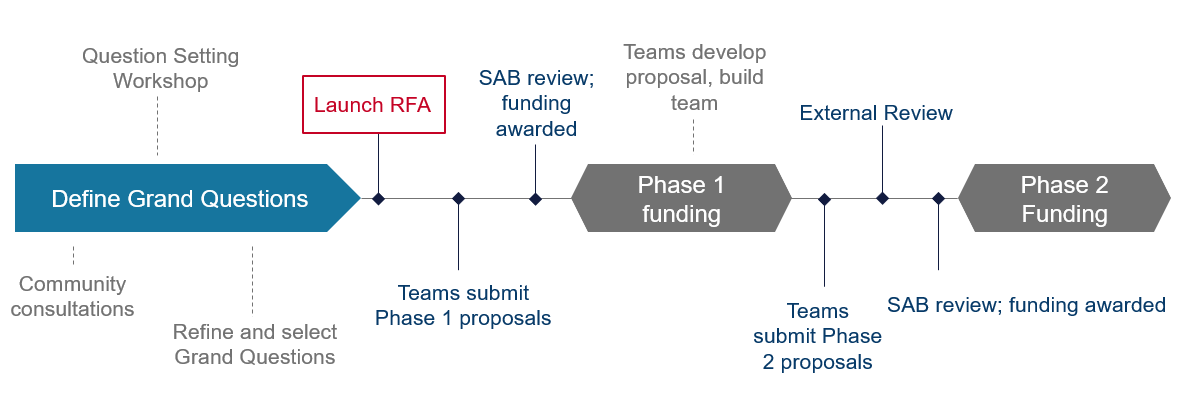 Question Setting
Workshop
Launch RFA
SAB review;
funding
awarded
Teams develop
proposal, build
team
External Review
Define Grand Questions
Phase 1
funding
Phase 2
Funding
Community
consultations
Refine and select
Grand Questions
Teams submit
Phase 1 proposals
Teams
submit Phase
2 proposals
SAB review; funding awarded